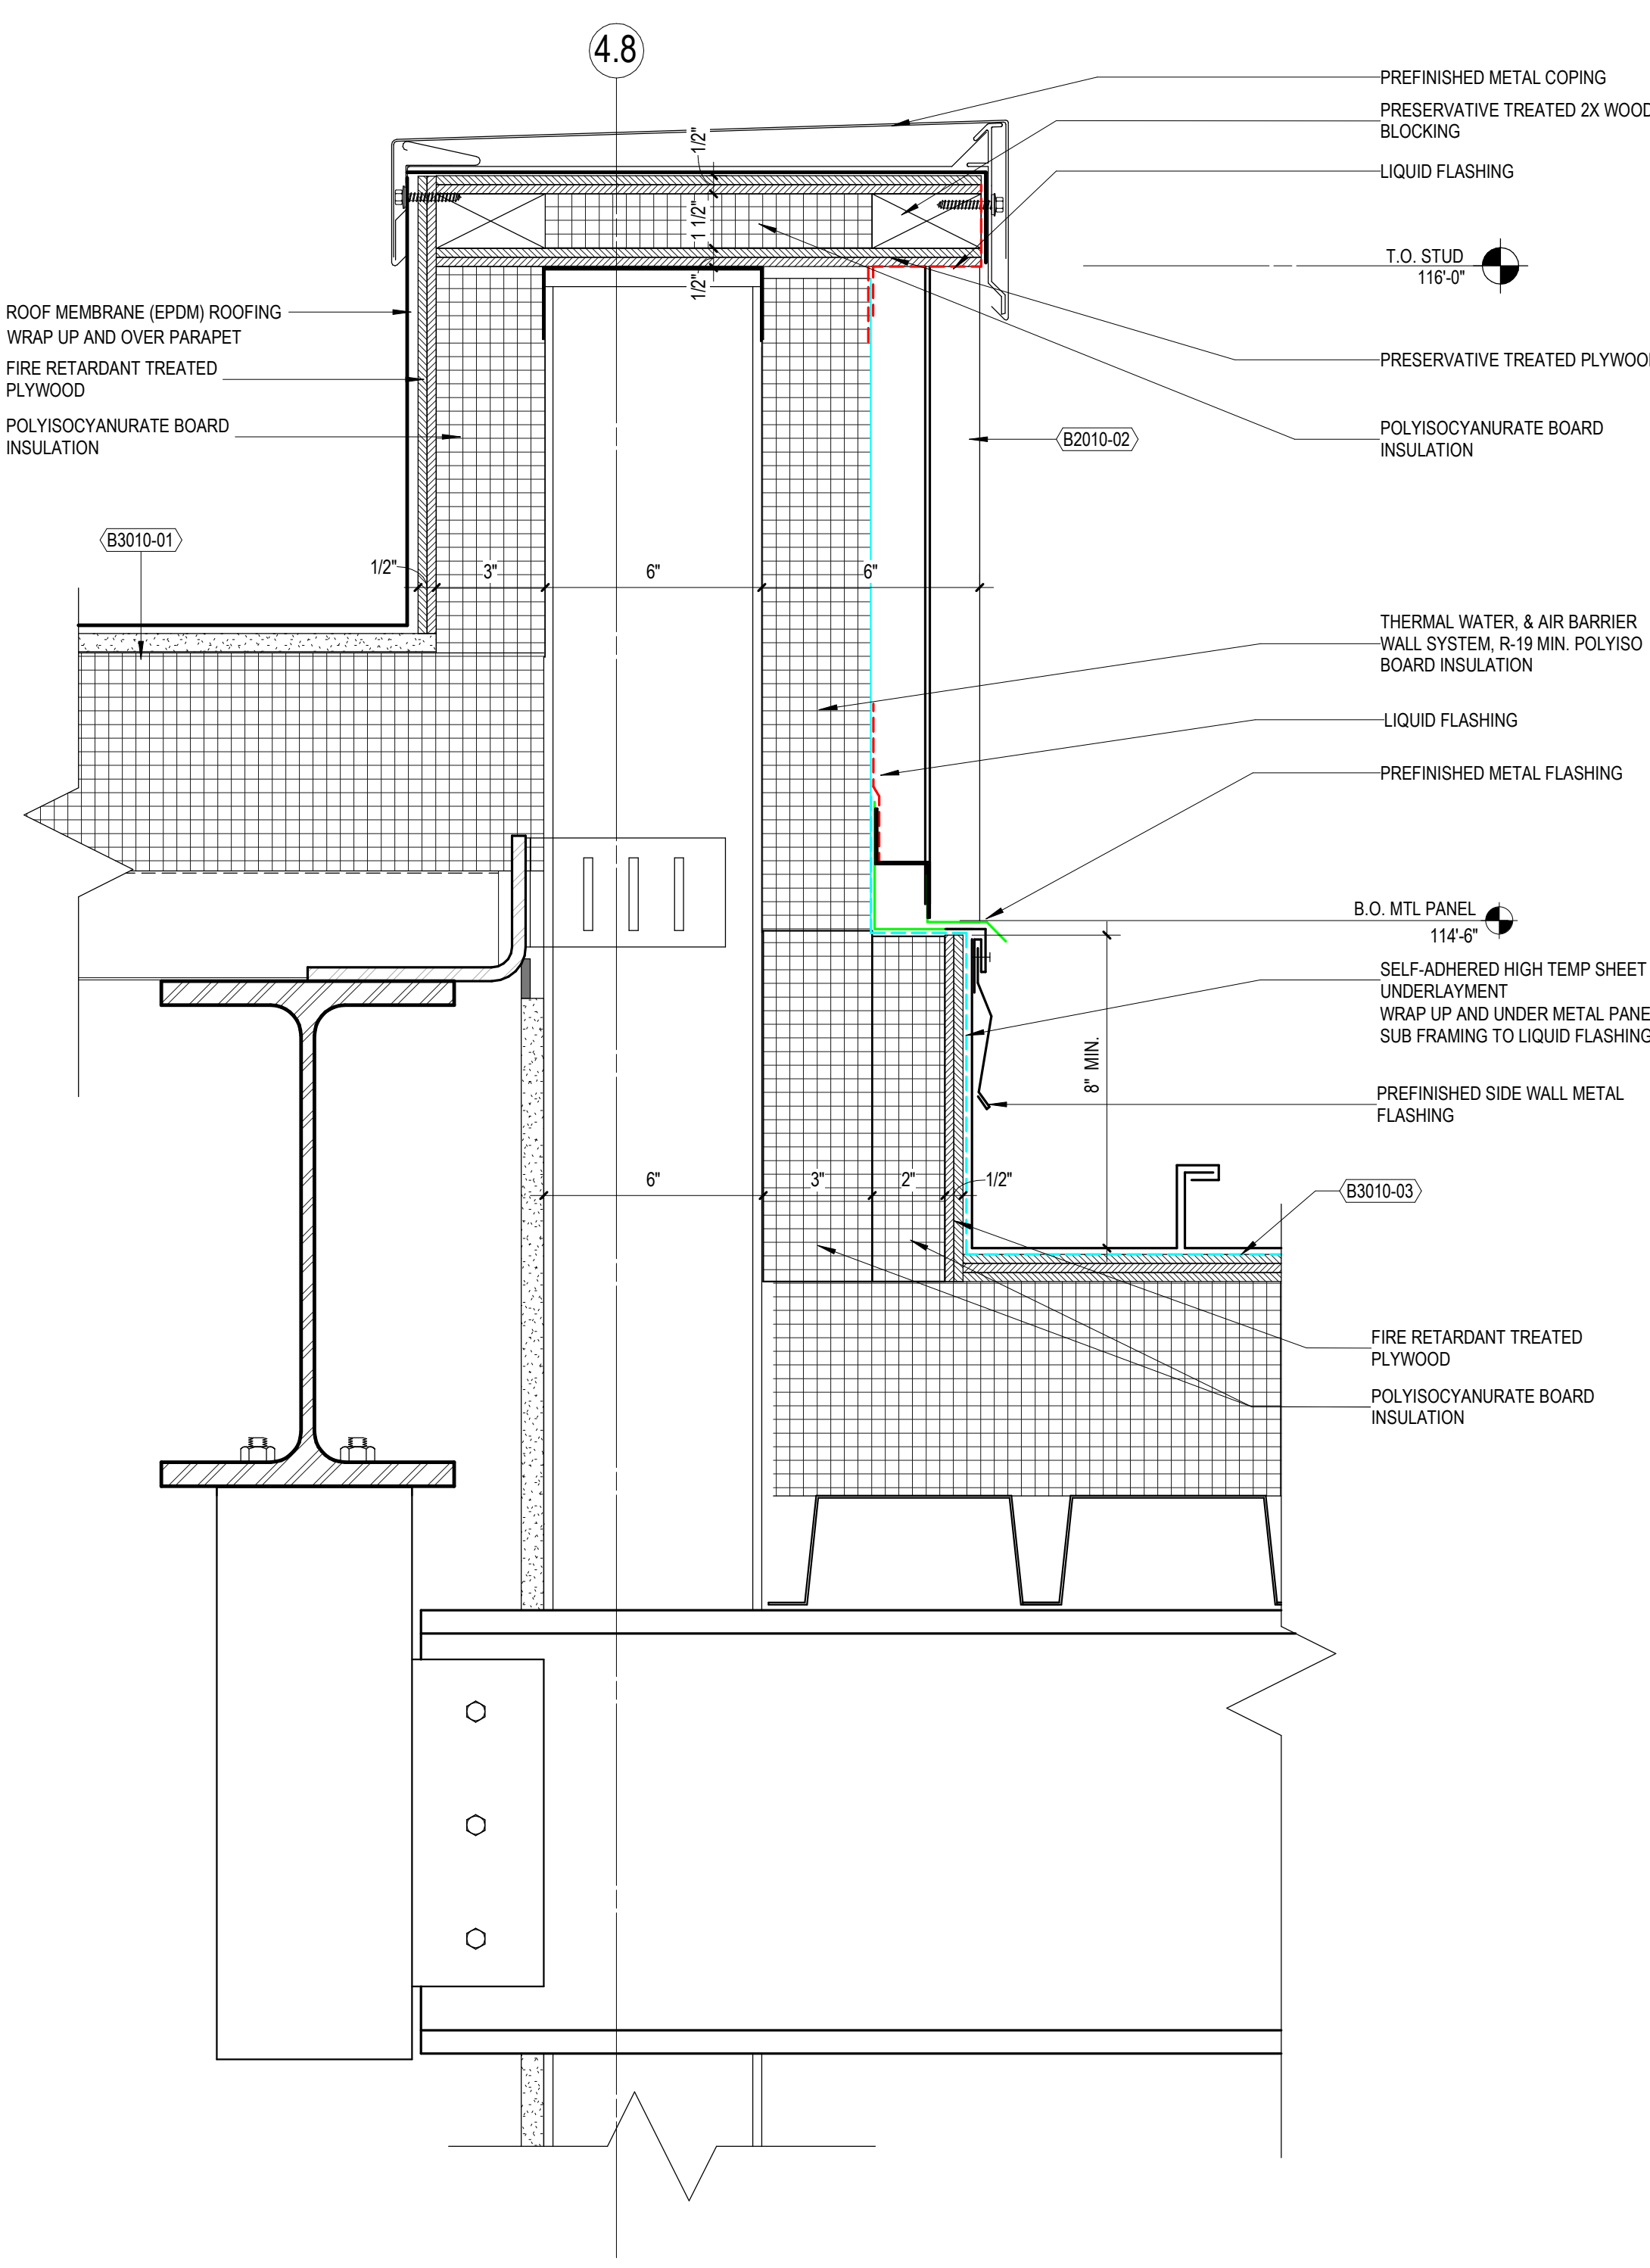 4.8
PREFINISHED METAL COPING
PRESERVATIVE TREATED 2X WOOD
BLOCKING
LIQUID FLASHING
T.O. STUD
116'-0"
1/2"
1 1/2"
1/2"
ROOF MEMBRANE (EPDM) ROOFING
WRAP UP AND OVER PARAPET
FIRE RETARDANT TREATED
PLYWOOD
POLYISOCYANURATE BOARD
INSULATION
PRESERVATIVE TREATED PLYWOOD
B2010-02
POLYISOCYANURATE BOARD
INSULATION
B3010-01
1/2"
3"
6"
6"
THERMAL WATER, & AIR BARRIER
WALL SYSTEM, R-19 MIN. POLYISO
BOARD INSULATION
LIQUID FLASHING
PREFINISHED METAL FLASHING
B.O. MTL PANEL
114'-6"
SELF-ADHERED HIGH TEMP SHEET
UNDERLAYMENT
WRAP UP AND UNDER METAL PANE
SUB FRAMING TO LIQUID FLASHING
8" MIN.
PREFINISHED SIDE WALL METAL
FLASHING
6"
3"
2"
1/2"
B3010-03
FIRE RETARDANT TREATED
PLYWOOD
POLYISOCYANURATE BOARD
INSULATION